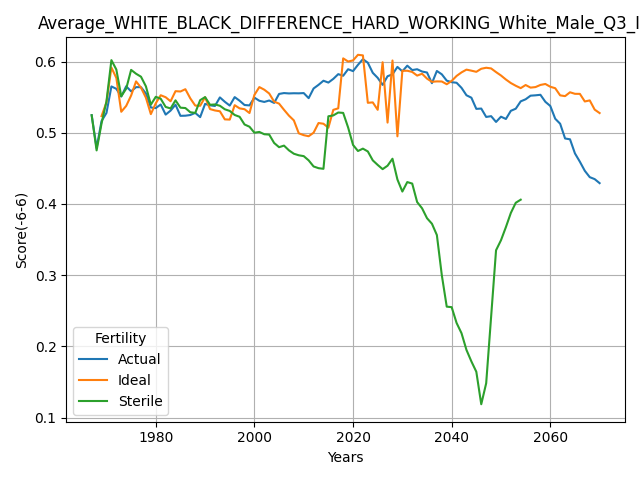 Average_WHITE_BLACK_DIFFERENCE_HARD_WORKING_White_Male_Q3_I
Score(-6-6)
0.6
0.5
0.4
0.3
0.2
0.1
Fertility
Actual
Ideal
Sterile
1980 2000 2020 2040 2060
Years